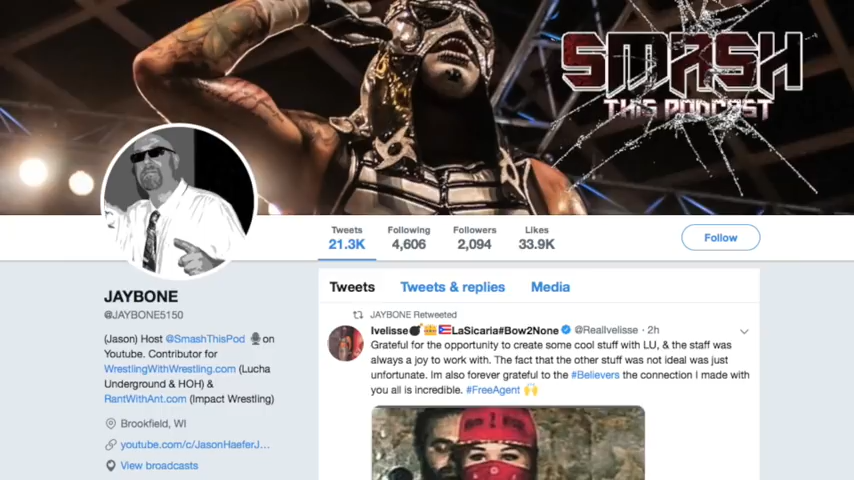 SMASH
THIS PODCAST
Tweets Following Followers Likes
21.3K 4,606 2,094 33.9K
Follow
JAYBONE
@JAYBONE5150
(Jason) Host @SmashThisPod 🎙️on
Youtube. Contributor for
WrestlingWithWrestling.com (Lucha
Underground & HOH) &
RantWithAnt.com (Impact Wrestling)
Brookfield, WI
youtube.com/c/JasonHaeferJ...
View broadcasts
Tweets Tweets & replies Media
JAYBONE Retweeted
Ivelisse💣👑🇵🇷LaSicaria#Bow2None @RealIvelisse · 2h
Grateful for the opportunity to create some cool stuff with LU, & the staff was
always a joy to work with. The fact that the other stuff was not ideal was just
unfortunate. Im also forever grateful to the #Believers the connection I made with
you all is incredible. #FreeAgent 🙌